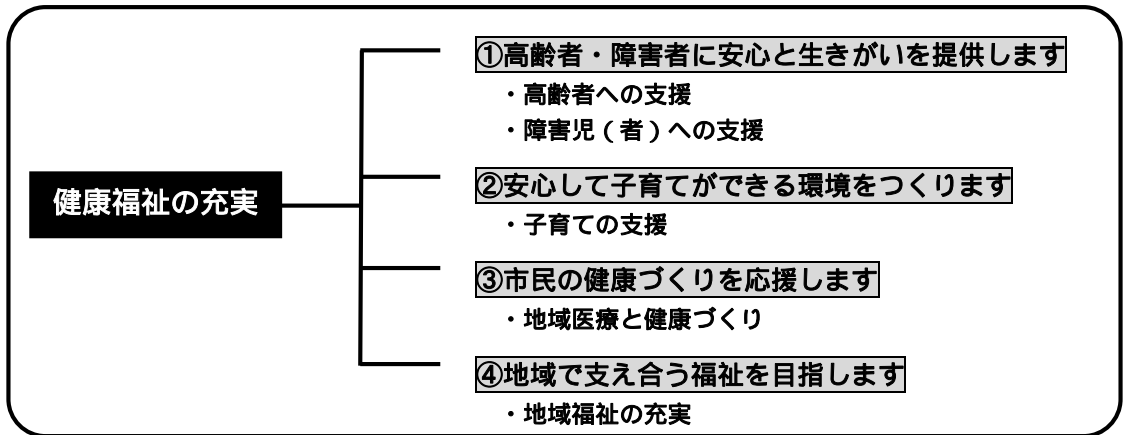 健康福祉の充実
①高齢者・障害者に安心と生きがいを提供します
・高齢者への支援
・障害児（者）への支援
②安心して子育てができる環境をつくります
・子育ての支援
③市民の健康づくりを応援します
・地域医療と健康づくり
④地域で支え合う福祉を目指します
・地域福祉の充実